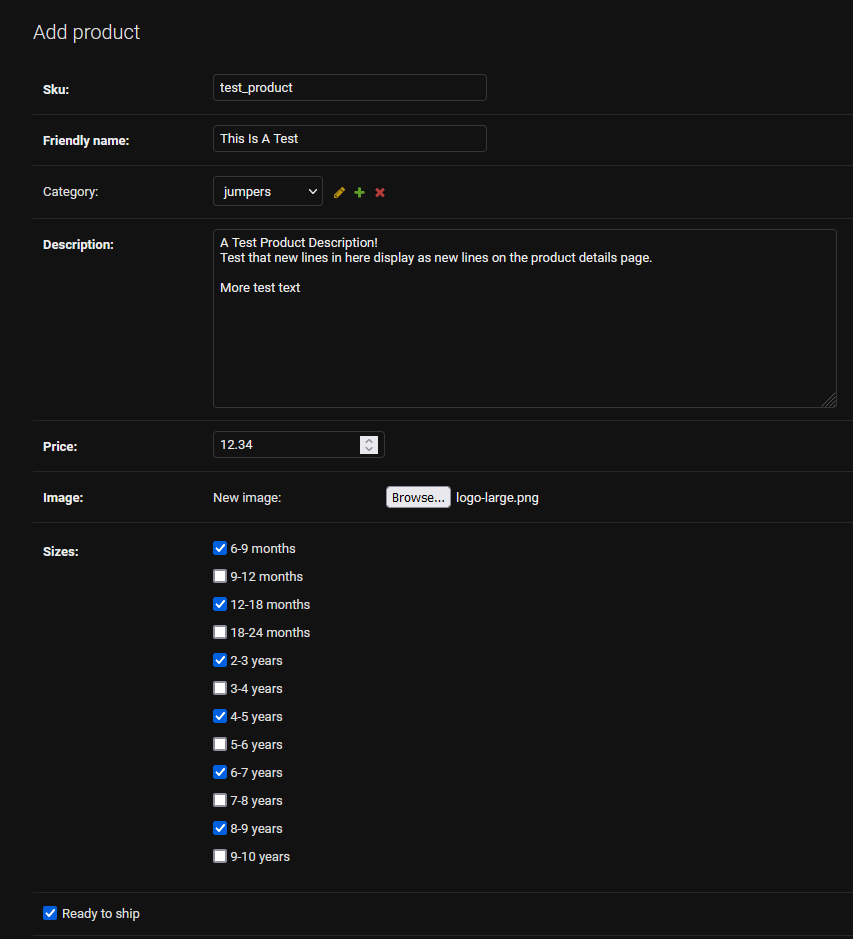 Add product
Sku: test_product
Friendly name: This Is A Test
Category: jumpers
Description: A Test Product Description!
Test that new lines in here display as new lines on the product details page.
More test text
Price: 12.34
Image: New image: Browse... logo-large.png
Sizes: 6-9 months
9-12 months
12-18 months
18-24 months
2-3 years
3-4 years
4-5 years
5-6 years
6-7 years
7-8 years
8-9 years
9-10 years
Ready to ship